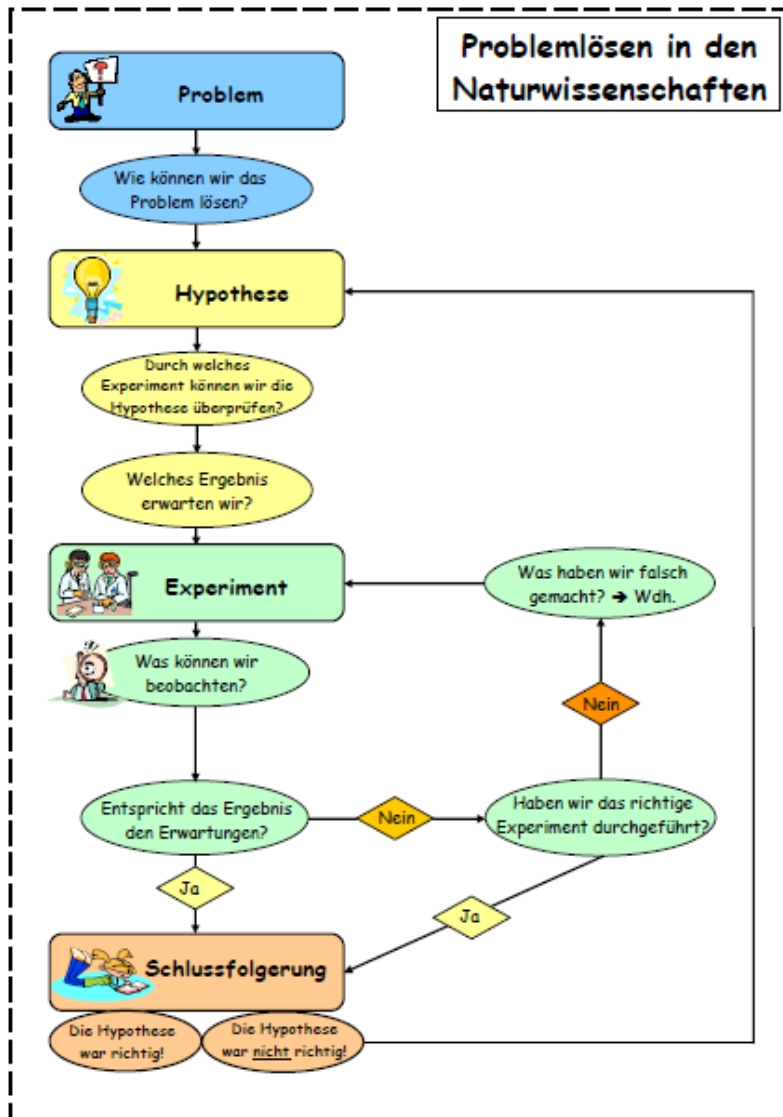 Problemlösen in den
Naturwissenschaften
?
Problem
Wie können wir das
Problem lösen?
Hypothese
Durch welches
Experiment können wir die
Hypothese überprüfen?
Welches Ergebnis
erwarten wir?
Experiment
Was haben wir falsch
gemacht? ➔ Wdh.
Was können wir
beobachten?
Nein
Entspricht das Ergebnis
den Erwartungen?
Nein
Haben wir das richtige
Experiment durchgeführt?
Ja
Ja
Schlussfolgerung
Die Hypothese
war richtig!
Die Hypothese
war nicht richtig!